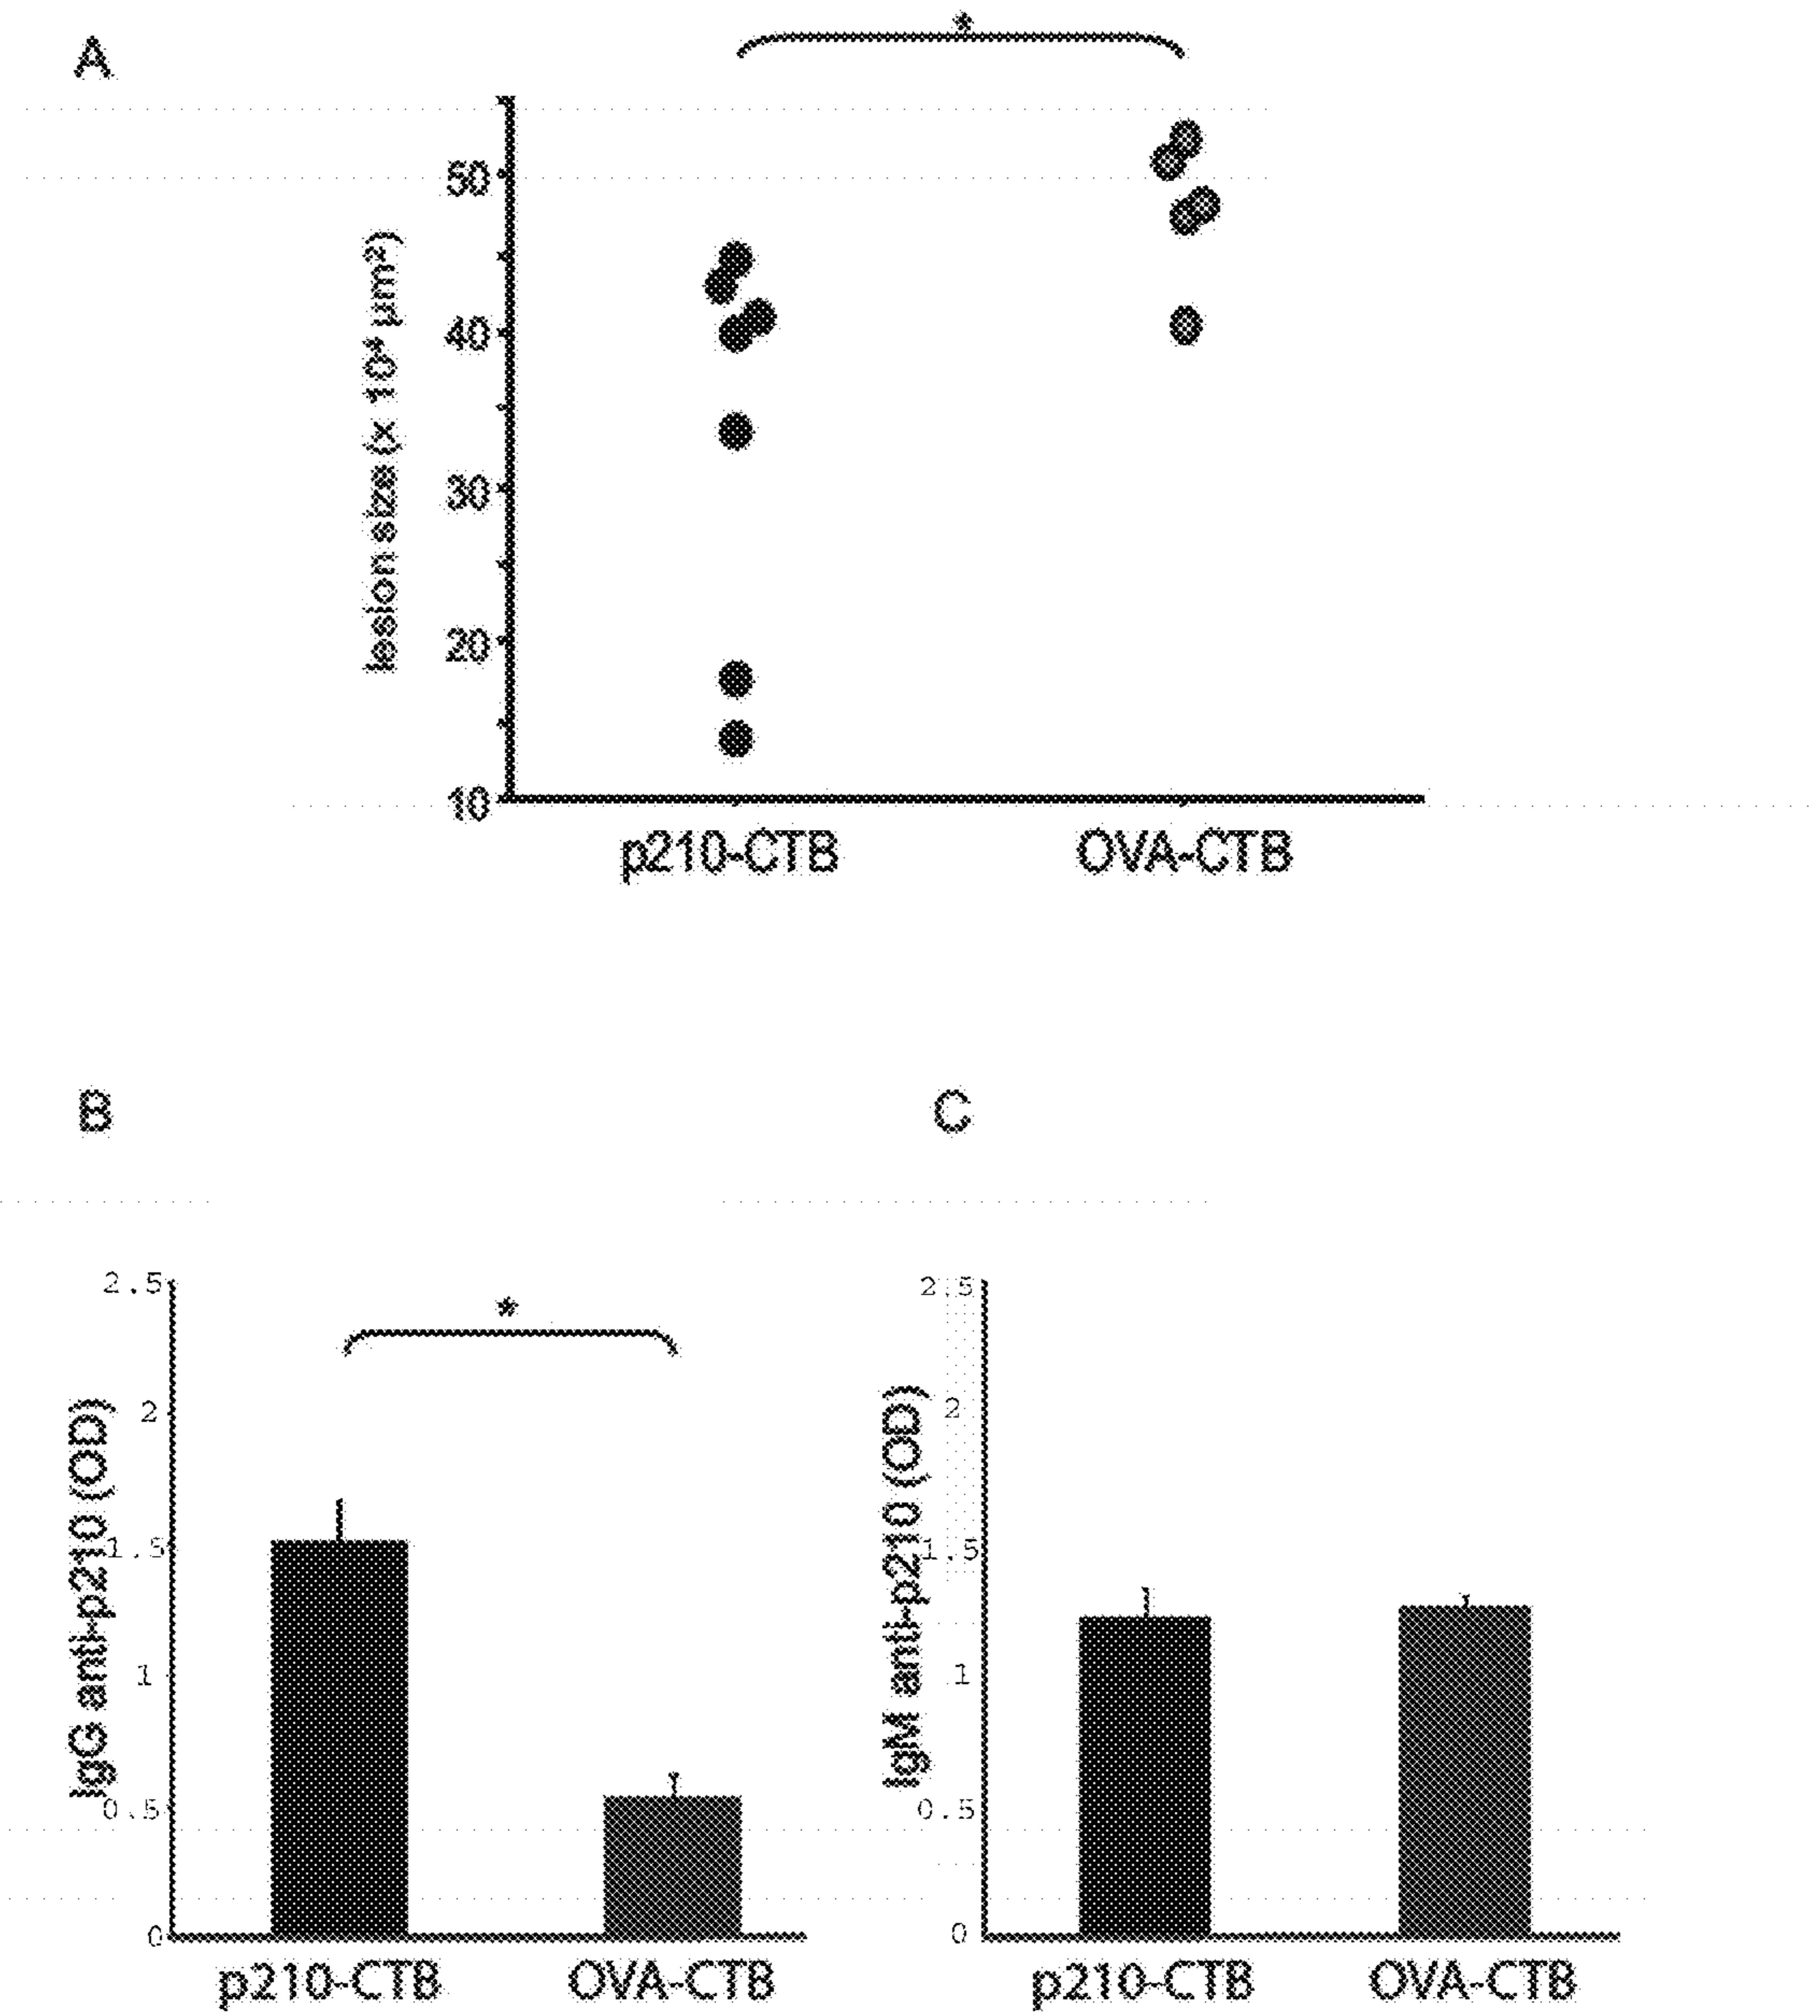 A
*
50
40
30
20
10
lesion size (x 10⁴ µm²)
p210-CTB OVA-CTB
B
*
2.5
2
1.5
1
0.5
0
IgG anti-p210 (OD)
p210-CTB OVA-CTB
C
2.5
2
1.5
1
0.5
0
IgM anti-p210 (OD)
p210-CTB OVA-CTB